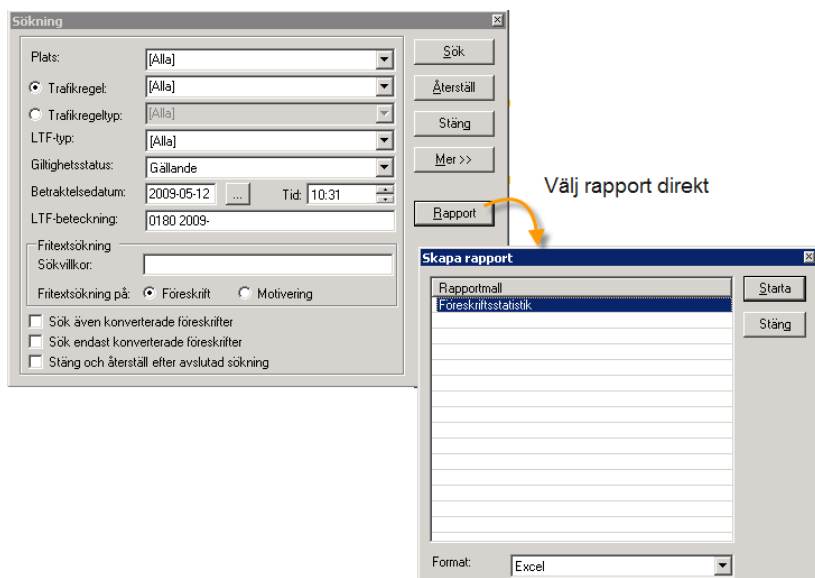 Sökning
Plats: [Alla]
Trafikregel: [Alla]
Trafikregeltyp: [Alla]
LTF-typ: [Alla]
Giltighetsstatus: Gällande
Betraktelsedatum: 2009-05-12 ... Tid: 10:31
LTF-beteckning: 0180 2009-
Fritextsökning
Sökvillkor:
Fritextsökning på: Föreskrift Motivering
Sök även konverterade föreskrifter
Sök endast konverterade föreskrifter
Stäng och återställ efter avslutad sökning
Sök
Återställ
Stäng
Mer >>
Rapport
Välj rapport direkt
Skapa rapport
Rapportmall
Föreskriftsstatistik
Starta
Stäng
Format: Excel